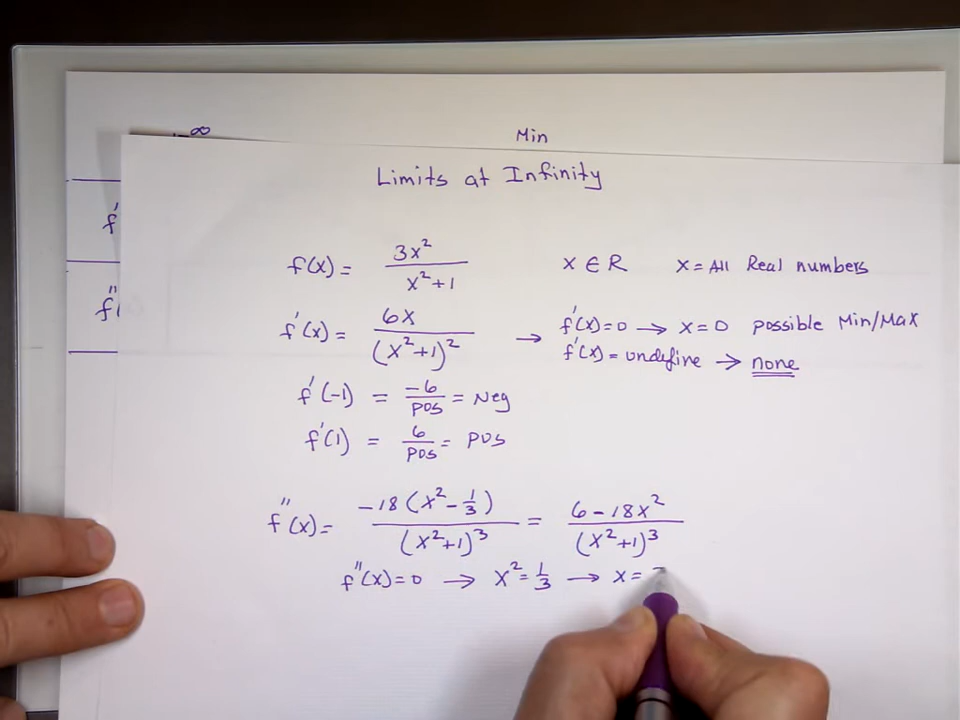 -∞ Min
Limits at Infinity
f(x) = 3x²/(x²+1) x ∈ R x = All Real numbers
f'(x) = 6x/(x²+1)² → f'(x)=0 → x=0 possible Min/Max
f'(x) = undefine → none
f'(-1) = -6/pos = Neg
f'(1) = 6/pos = pos
f''(x) = -18(x²-1/3)/(x²+1)³ = 6-18x²/(x²+1)³
f''(x)=0 → x²=1/3 → x=
f'
f''